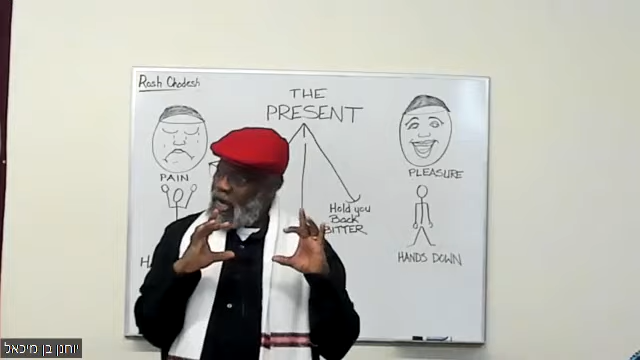 Rosh Chodesh
THE
PRESENT
PAIN
PLEASURE
Hold you
Back
BITTER
HANDS DOWN
יוחנן בן מיכאל